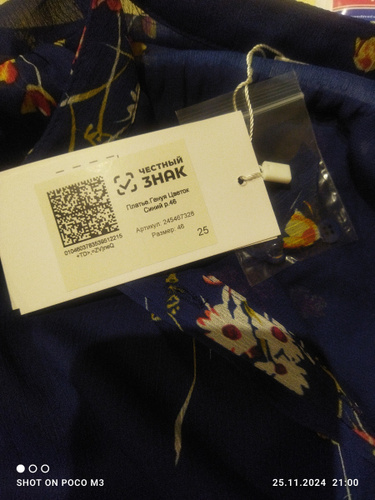 ЧЕСТНЫЙ
ЗНАК
Платье.Генуя Цветок
Синий р.46
Артикул: 245467328
Размер: 46
25
SHOT ON POCO M3
25.11.2024 21:00